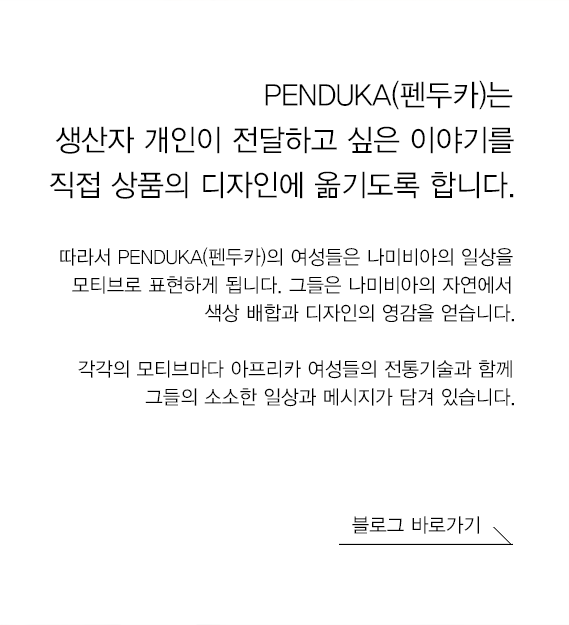 PENDUKA(펜두카)는
생산자 개인이 전달하고 싶은 이야기를
직접 상품의 디자인에 옮기도록 합니다.
따라서 PENDUKA(펜두카)의 여성들은 나미비아의 일상을
모티브로 표현하게 됩니다. 그들은 나미비아의 자연에서
색상 배합과 디자인의 영감을 얻습니다.
각각의 모티브마다 아프리카 여성들의 전통기술과 함께
그들의 소소한 일상과 메시지가 담겨 있습니다.
블로그 바로가기